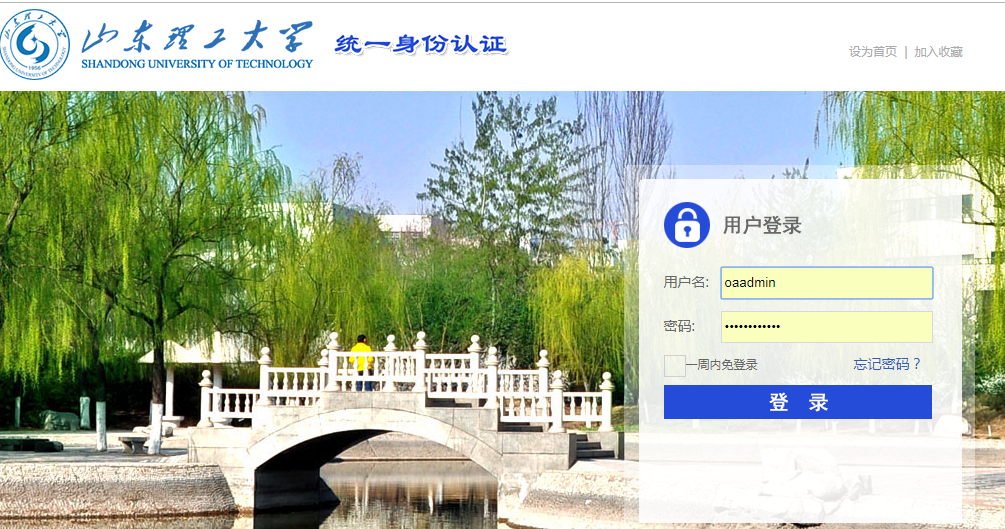 山东理工大学
SHANDONG UNIVERSITY OF TECHNOLOGY
统一身份认证
设为首页 | 加入收藏
用户登录
用户名: oaadmin
密码: ••••••••••••
一周内免登录 忘记密码？
登 录